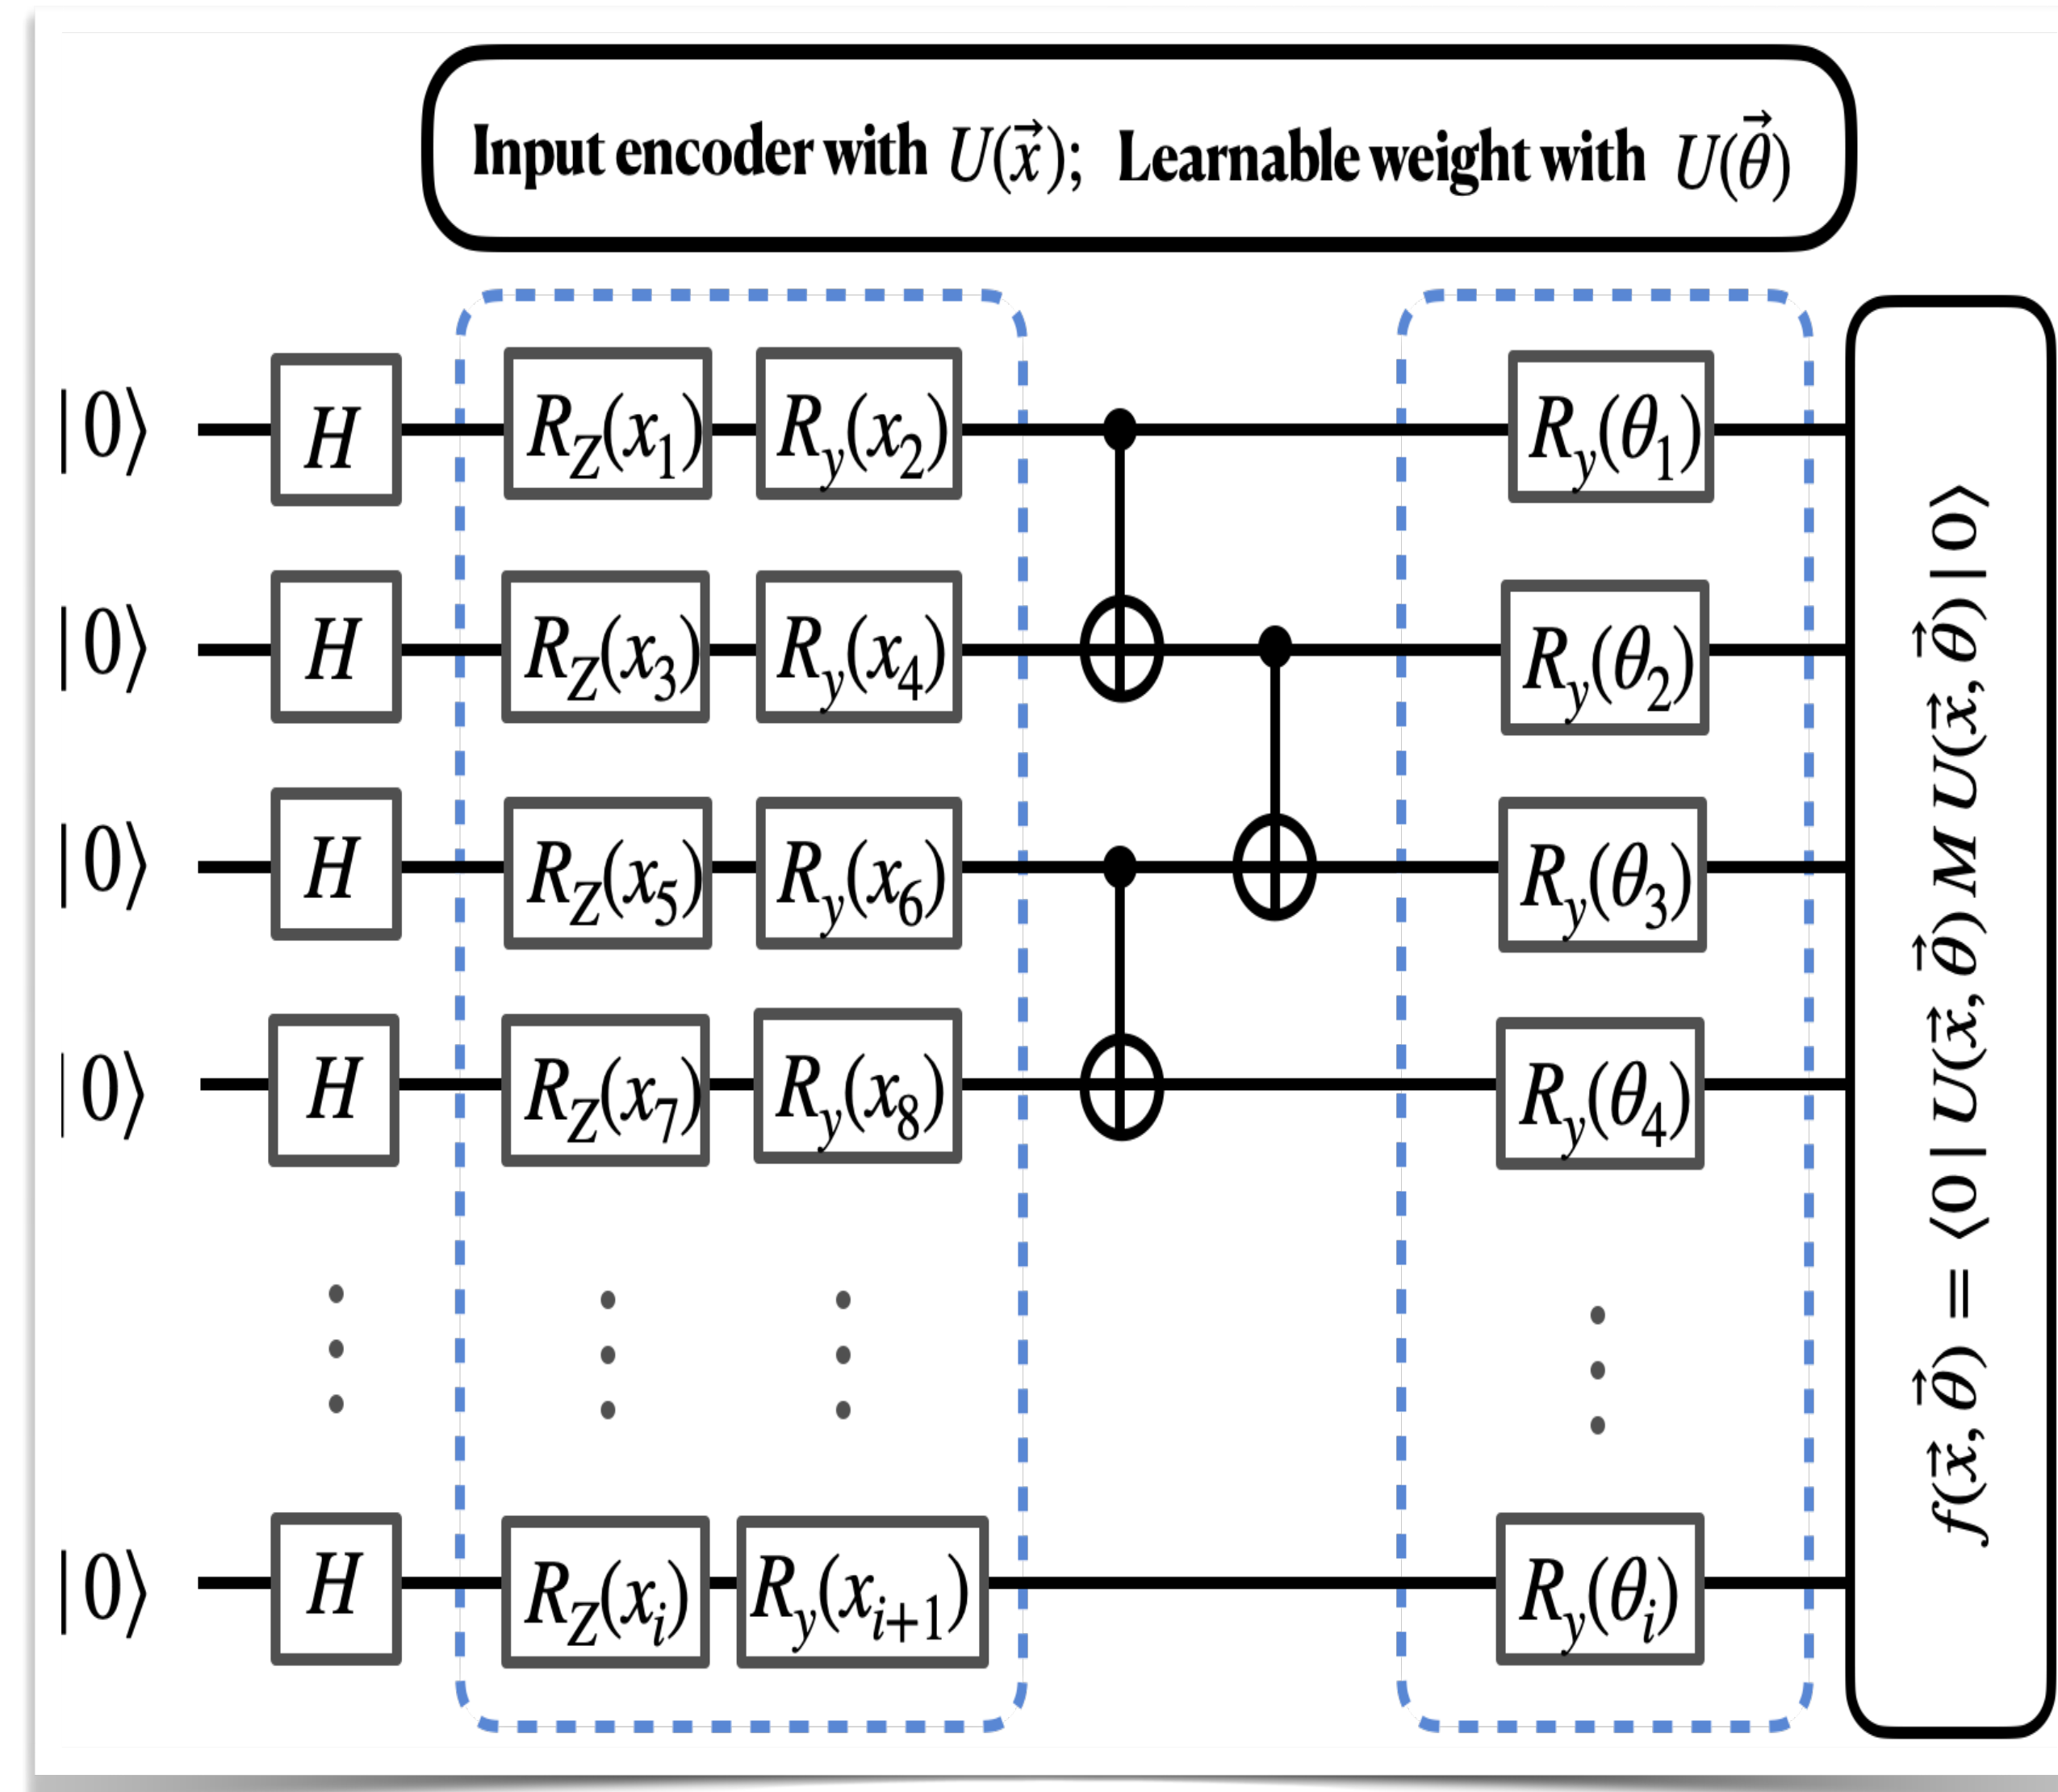 Input encoder with U(x⃗); Learnable weight with U(θ⃗)
|0⟩ H R_Z(x_1) R_y(x_2) R_y(θ_1)
|0⟩ H R_Z(x_3) R_y(x_4) R_y(θ_2)
|0⟩ H R_Z(x_5) R_y(x_6) R_y(θ_3)
|0⟩ H R_Z(x_7) R_y(x_8) R_y(θ_4)
|0⟩ H R_Z(x_i) R_y(x_{i+1}) R_y(θ_i)
f(x⃗, θ⃗) = ⟨0 | U(x⃗, θ⃗) M U(x⃗, θ⃗) | 0⟩